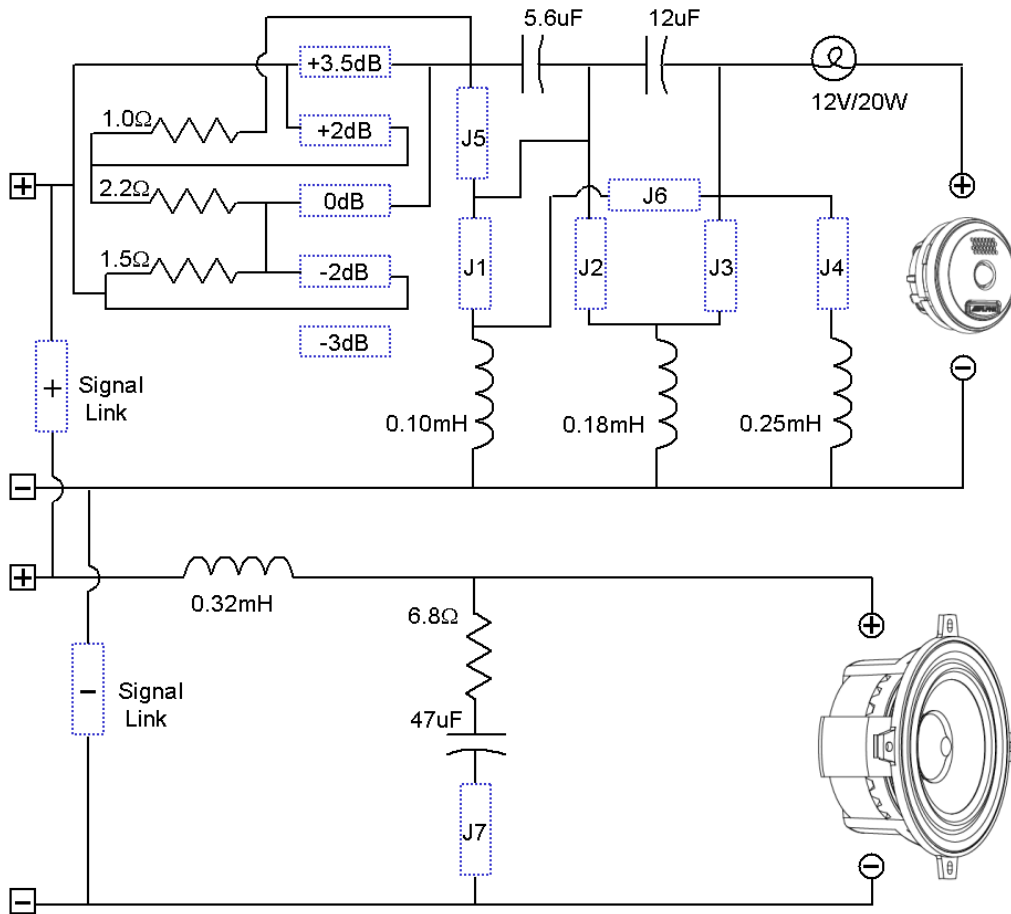 5.6uF
12uF
+3.5dB
12V/20W
1.0Ω
+2dB
J5
+
2.2Ω
0dB
J6
+
1.5Ω
-2dB
J1
J2
J3
J4
-3dB
+
Signal
Link
0.10mH
0.18mH
0.25mH
−
−
+
0.32mH
6.8Ω
+
−
Signal
Link
47uF
J7
−
−